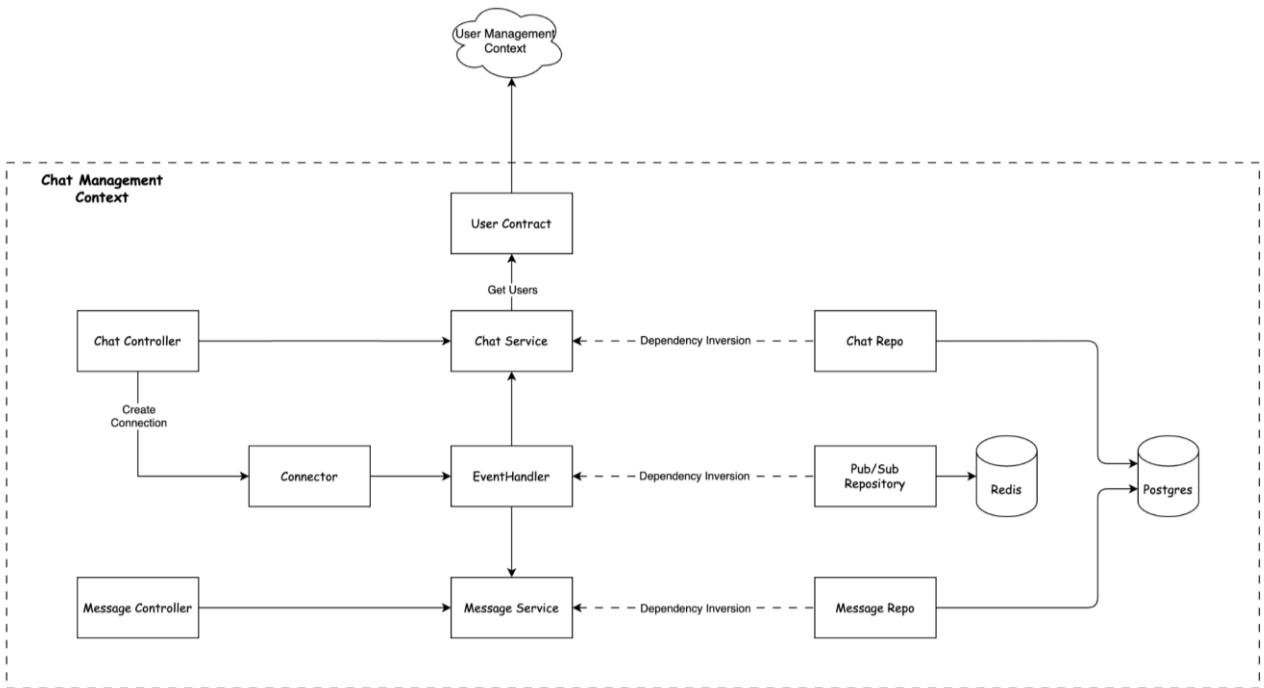 User Management
Context
Chat Management
Context
User Contract
Get Users
Chat Controller
Chat Service
Dependency Inversion
Chat Repo
Create
Connection
Connector
EventHandler
Dependency Inversion
Pub/Sub
Repository
Redis
Postgres
Message Controller
Message Service
Dependency Inversion
Message Repo